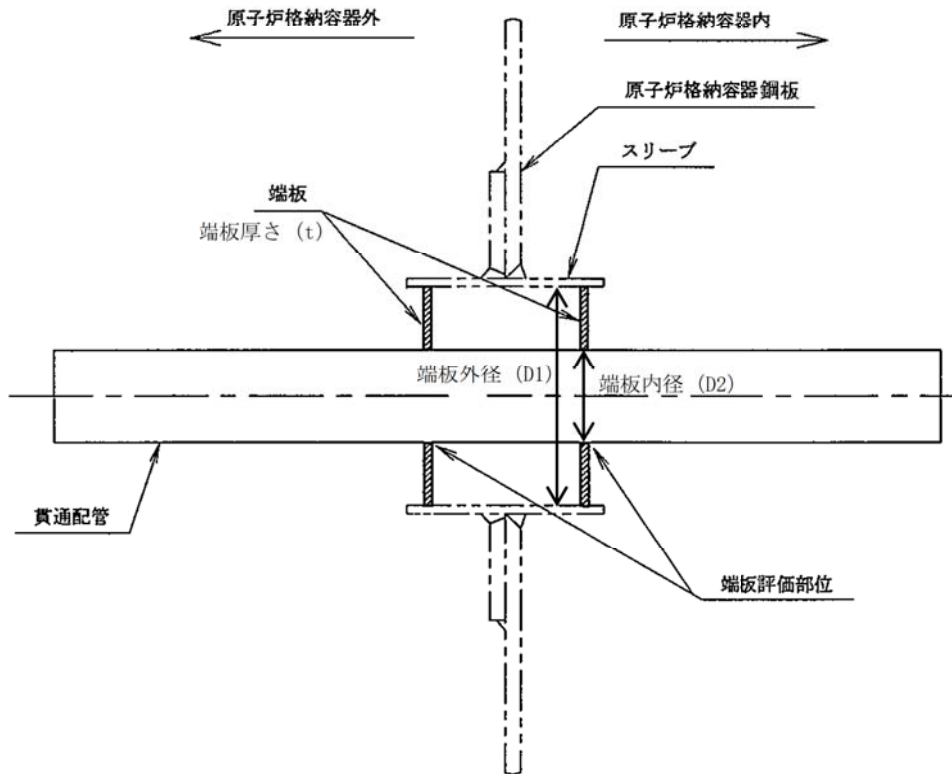 原子炉格納容器外
原子炉格納容器内
原子炉格納容器鋼板
スリーブ
端板
端板厚さ (t)
端板外径 (D1)
端板内径 (D2)
貫通配管
端版評価部位